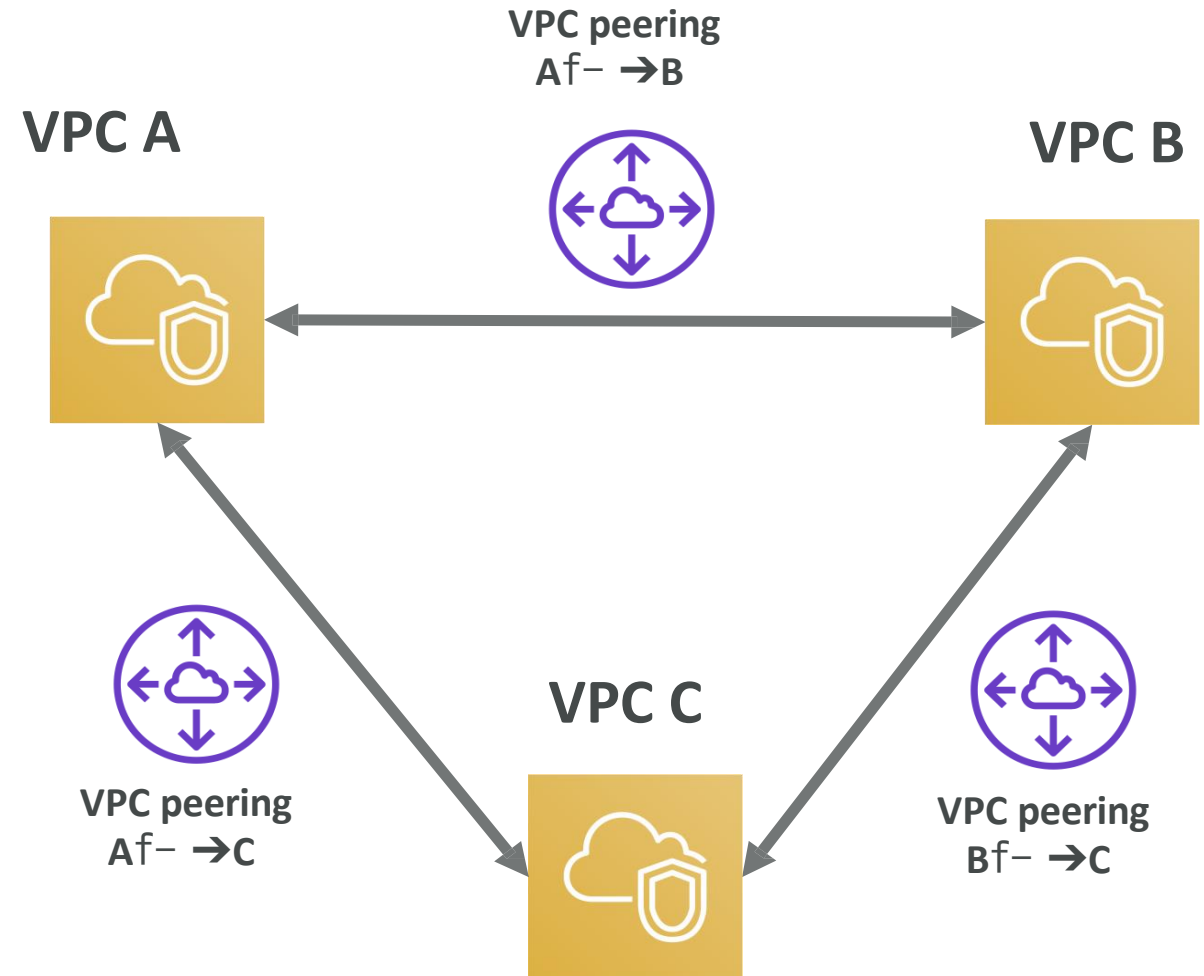 VPC peering
Af– ➔B
VPC A
VPC B
VPC C
VPC peering
Af– ➔C
VPC peering
Bf– ➔C